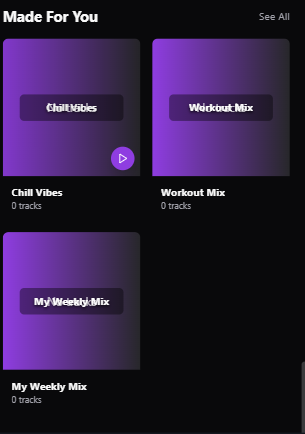 Made For You
See All
Chill Vibes
Workout Mix
Chill Vibes
0 tracks
Workout Mix
0 tracks
My Weekly Mix
My Weekly Mix
0 tracks